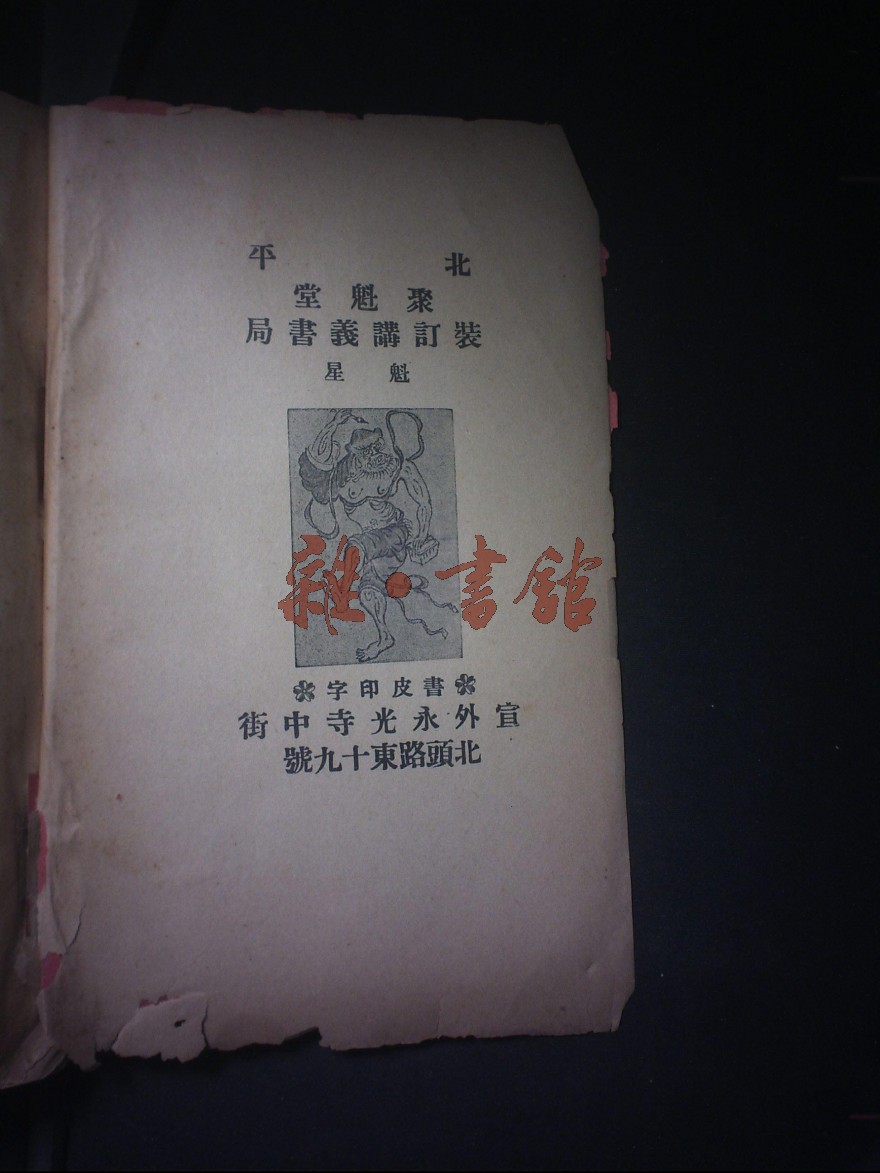 北平
聚魁堂
裝訂講義書局
魁星
雜·書館
❀書皮印字❀
宣外永光寺中街
北頭路東十九號